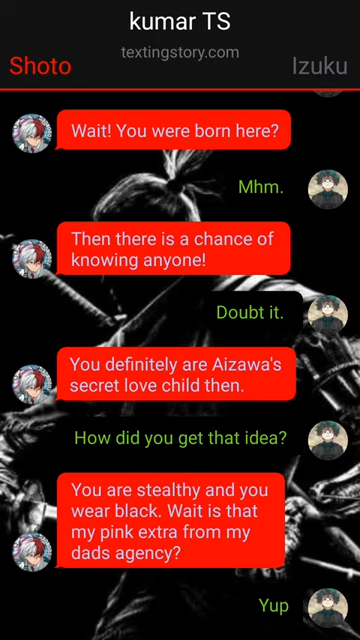 kumar TS
textingstory.com
Shoto
Izuku
Wait! You were born here?
Mhm.
Then there is a chance of
knowing anyone!
Doubt it.
You definitely are Aizawa's
secret love child then.
How did you get that idea?
You are stealthy and you
wear black. Wait is that
my pink extra from my
dads agency?
Yup